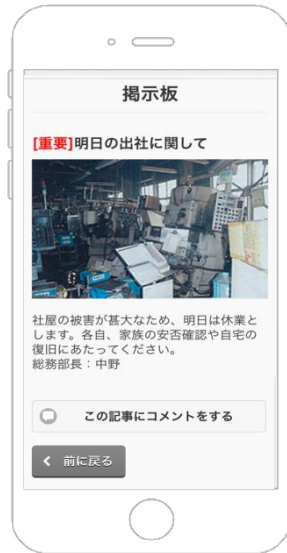 掲示板
[重要]明日の出社に関して
社屋の被害が甚大なため、明日は休業と
します。各自、家族の安否確認や自宅の
復旧にあたってください。
総務部長：中野
この記事にコメントをする
前に戻る